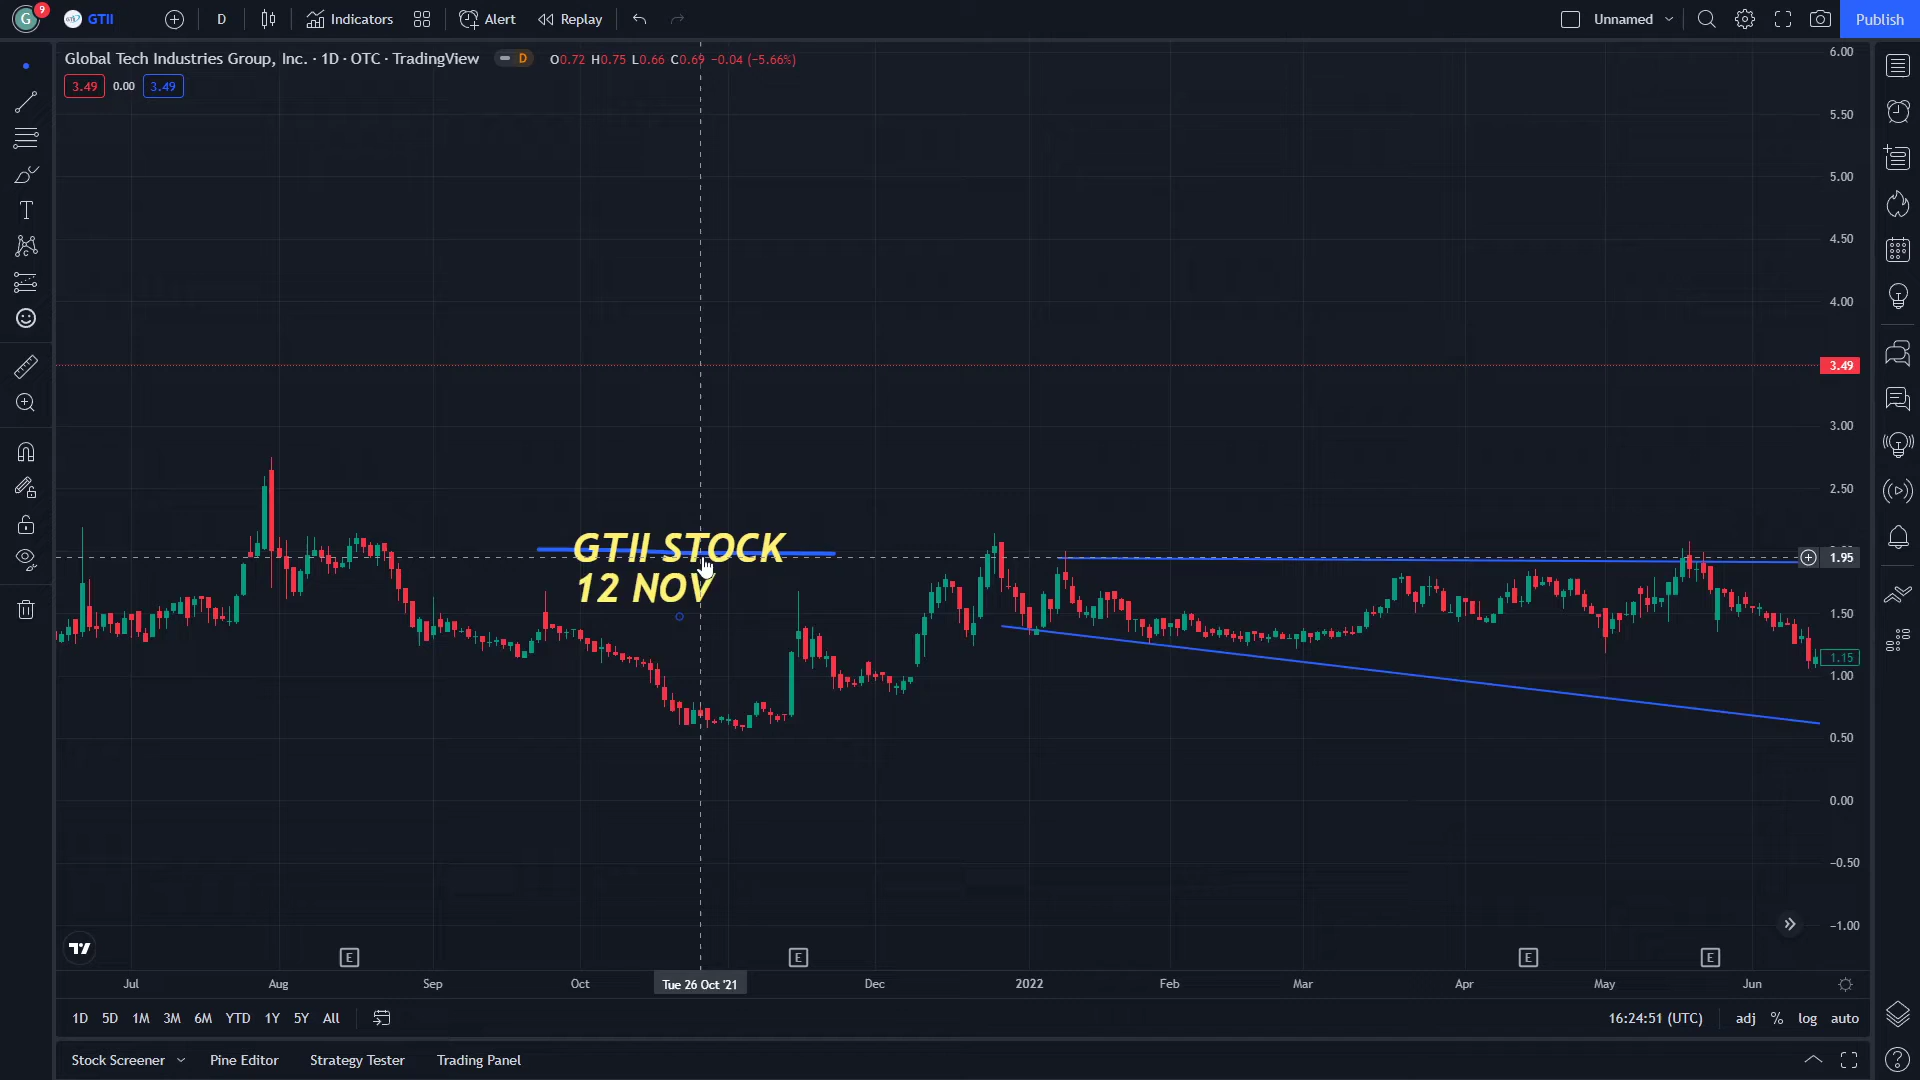 G 9 GTII D Indicators Alert Replay Unnamed Publish
Global Tech Industries Group, Inc. · 1D · OTC · TradingView D O0.72 H0.75 L0.66 C0.69 −0.04 (−5.66%)
3.49 0.00 3.49
6.00
5.50
5.00
4.50
4.00
3.49
3.00
2.50
GTII STOCK
12 NOV
1.95
1.50
1.15
1.00
0.50
0.00
−0.50
−1.00
E E E E
Jul Aug Sep Oct Tue 26 Oct '21 Dec 2022 Feb Mar Apr May Jun
1D 5D 1M 3M 6M YTD 1Y 5Y All 16:24:51 (UTC) adj % log auto
Stock Screener Pine Editor Strategy Tester Trading Panel